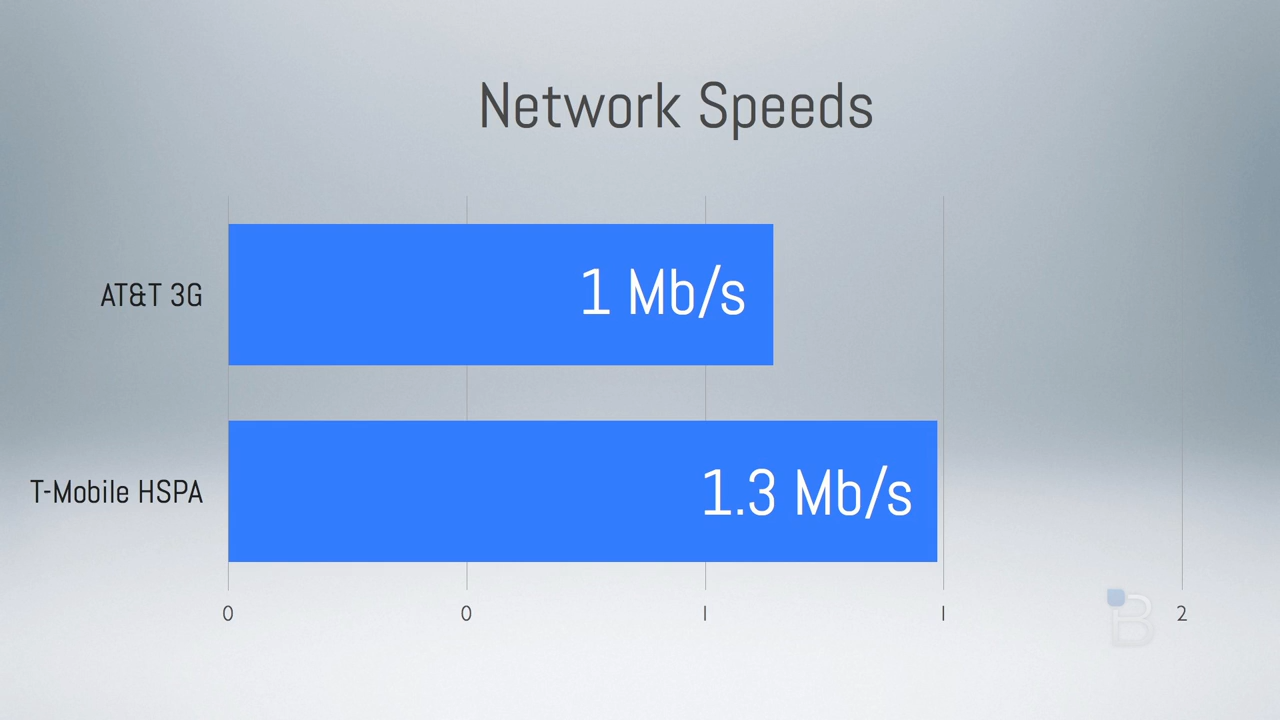 Network Speeds
AT&T 3G
1 Mb/s
T-Mobile HSPA
1.3 Mb/s
0 0 1 1 2
B